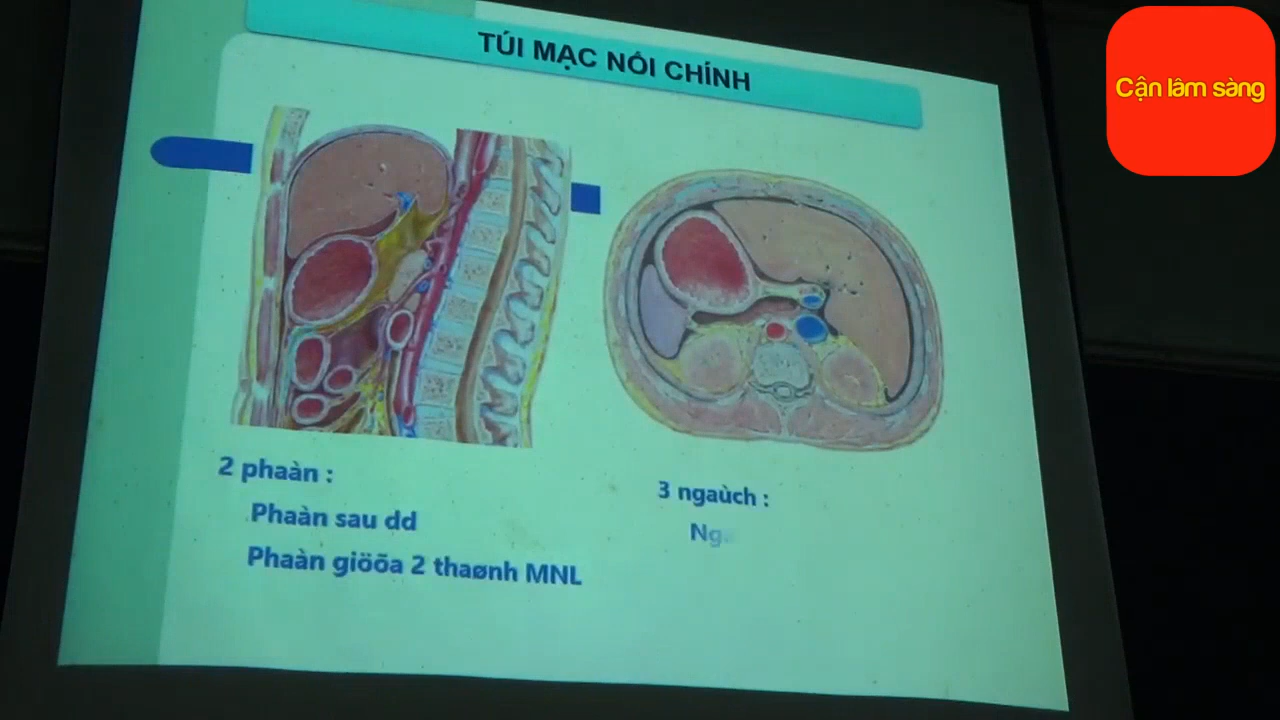 TÚI MẠC NỐI CHÍNH
Cận lâm sàng
2 phaàn :
Phaàn sau dd
Phaàn giöõa 2 thaønh MNL
3 ngaùch :